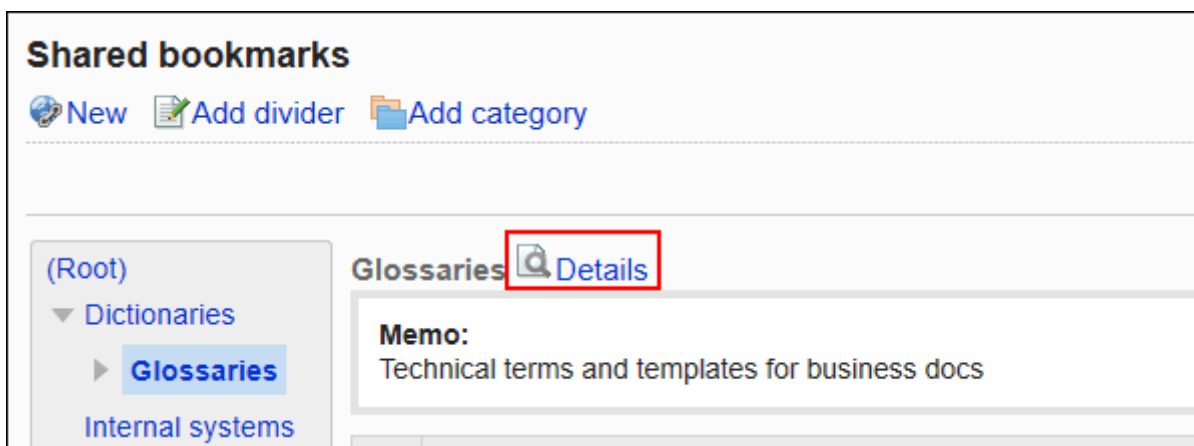 Shared bookmarks
New Add divider Add category
(Root)
Dictionaries
Glossaries
Internal systems
Glossaries Details
Memo:
Technical terms and templates for business docs